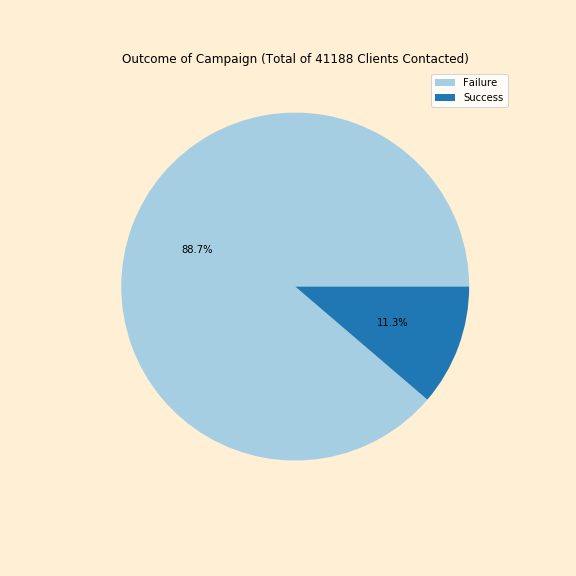 Outcome of Campaign (Total of 41188 Clients Contacted)
Failure
Success
88.7%
11.3%